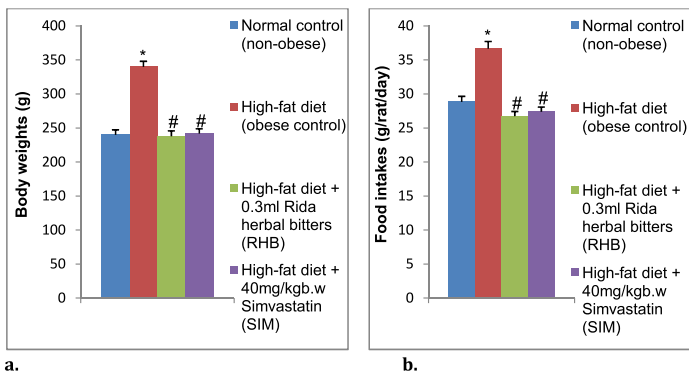 Body weights (g)
400
350
300
250
200
150
100
50
0
*
#
#
Normal control
(non-obese)
High-fat diet
(obese control)
High-fat diet +
0.3ml Rida
herbal bitters
(RHB)
High-fat diet +
40mg/kgb.w
Simvastatin
(SIM)
a.
Food intakes (g/rat/day)
40
35
30
25
20
15
10
5
0
*
#
#
Normal control
(non-obese)
High-fat diet
(obese control)
High-fat diet +
0.3ml Rida
herbal bitters
(RHB)
High-fat diet +
40mg/kgb.w
Simvastatin
(SIM)
b.